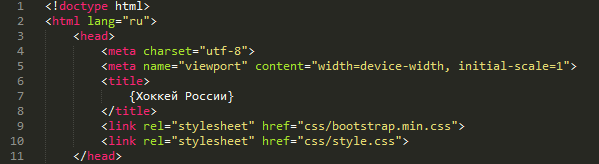 1 <!doctype html>
2 <html lang="ru">
3 <head>
4 <meta charset="utf-8">
5 <meta name="viewport" content="width=device-width, initial-scale=1">
6 <title>
7 {Хоккей России}
8 </title>
9 <link rel="stylesheet" href="css/bootstrap.min.css">
10 <link rel="stylesheet" href="css/style.css">
11 </head>